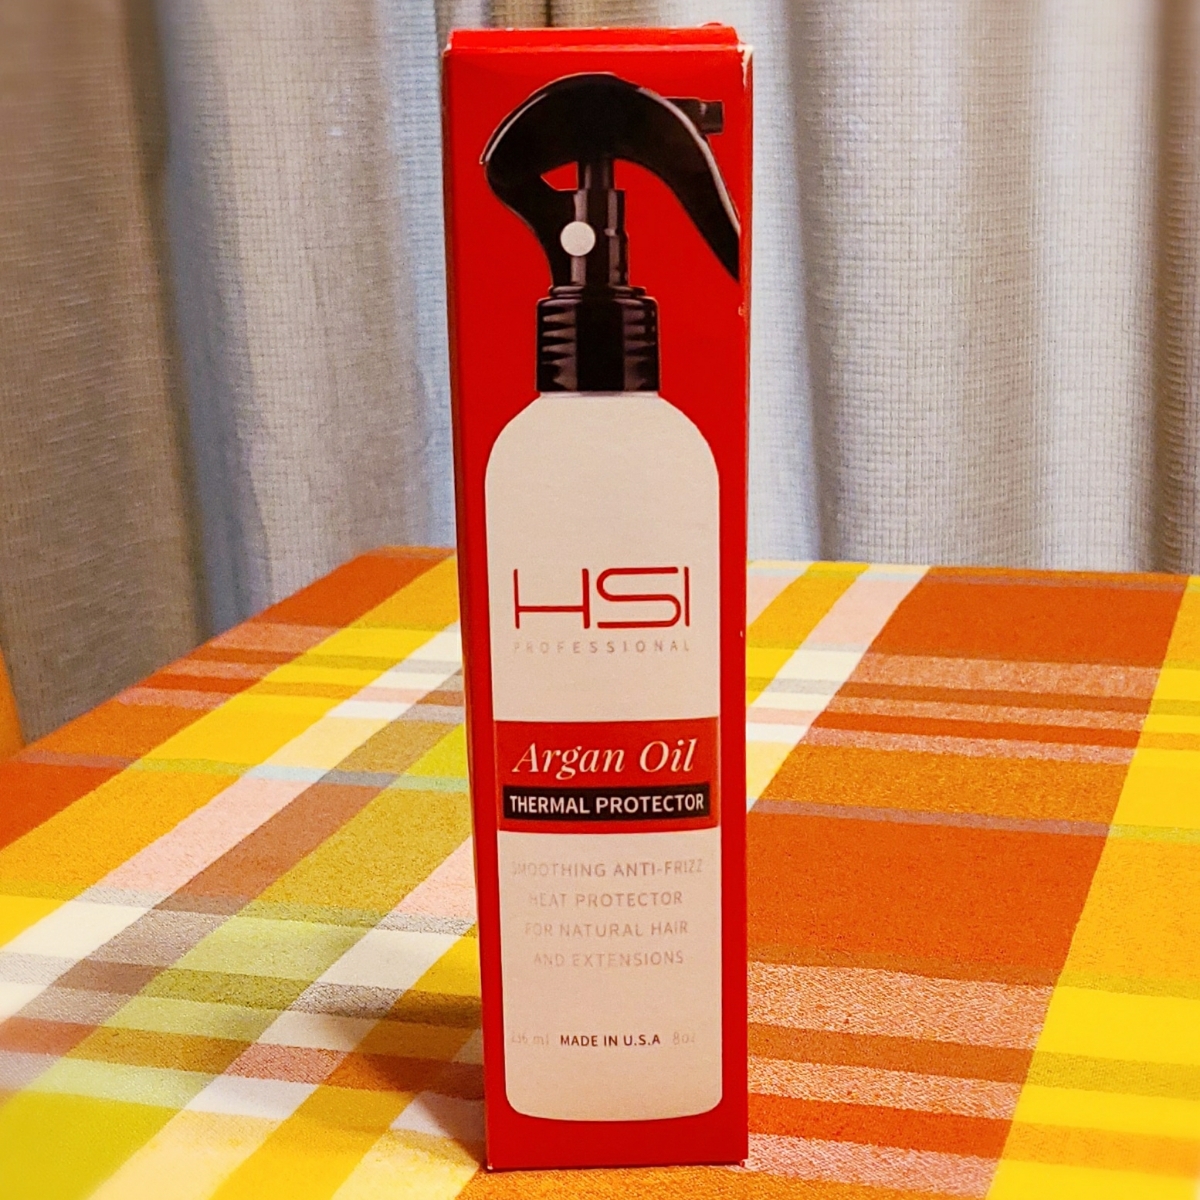 HSI
PROFESSIONAL
Argan Oil
THERMAL PROTECTOR
SMOOTHING ANTI-FRIZZ
HEAT PROTECTOR
FOR NATURAL HAIR
AND EXTENSIONS
236 ml MADE IN U.S.A 8oz